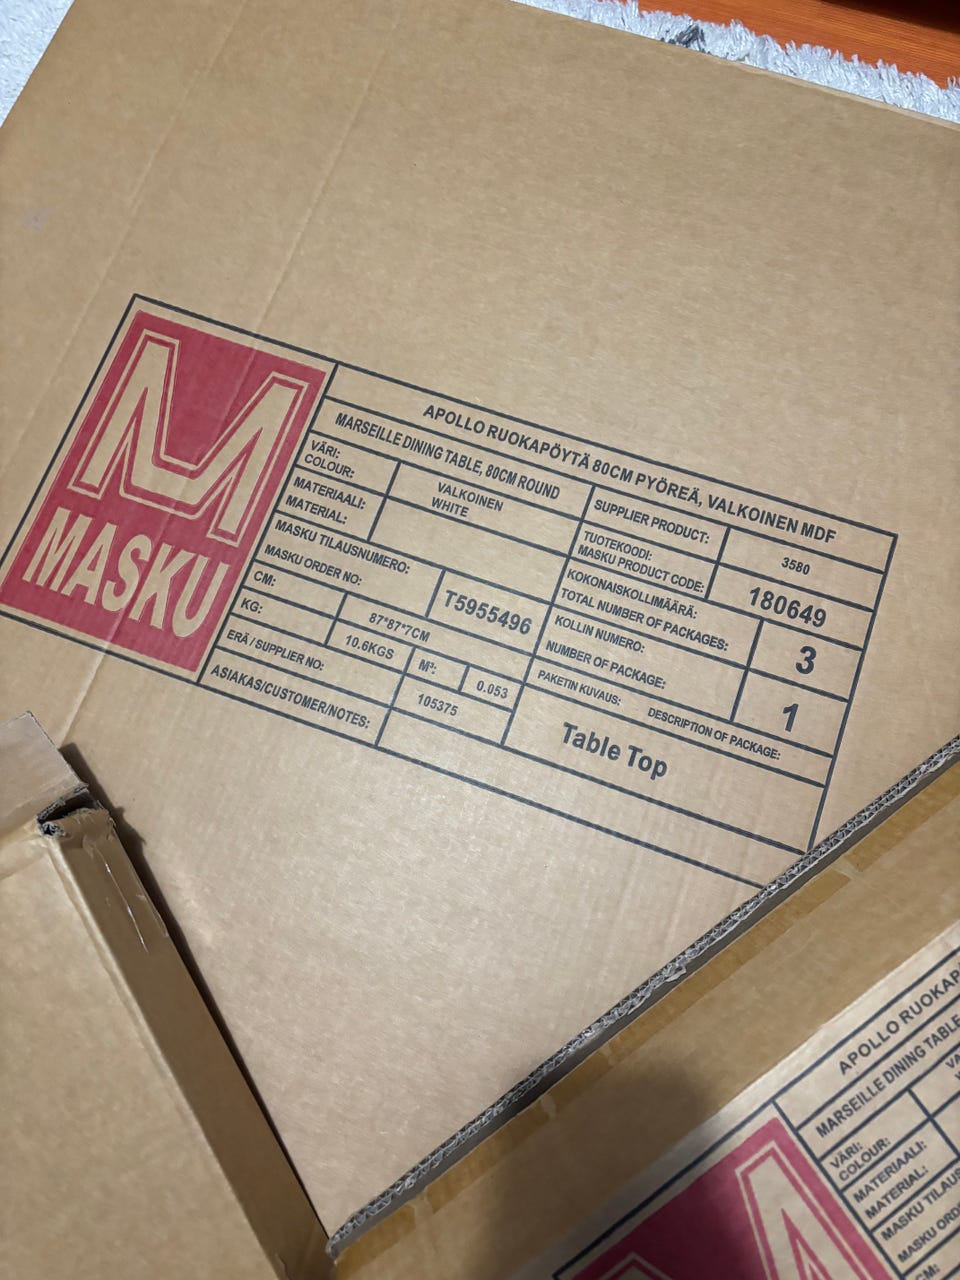 M
MASKU
APOLLO RUOKAPÖYTÄ 80CM PYÖREÄ, VALKOINEN MDF
MARSEILLE DINING TABLE, 80CM ROUND
SUPPLIER PRODUCT:
3580
VÄRI:
COLOUR:
VALKOINEN
WHITE
TUOTEKOODI:
MASKU PRODUCT CODE:
180649
MATERIAALI:
MATERIAL:
KOKONAISKOLLIMÄÄRÄ:
TOTAL NUMBER OF PACKAGES:
3
MASKU TILAUSNUMERO:
MASKU ORDER NO:
T5955496
KOLLIN NUMERO:
NUMBER OF PACKAGE:
1
CM:
87*87*7CM
KG:
10.6KGS
M³:
0.053
PAKETIN KUVAUS: DESCRIPTION OF PACKAGE:
Table Top
ERÄ / SUPPLIER NO:
105375
ASIAKAS/CUSTOMER/NOTES:
APOLLO
MARSEILLE DINING TABLE,
VÄRI:
COLOUR:
MATERIAALI:
MATERIAL:
MASKU
MASKU